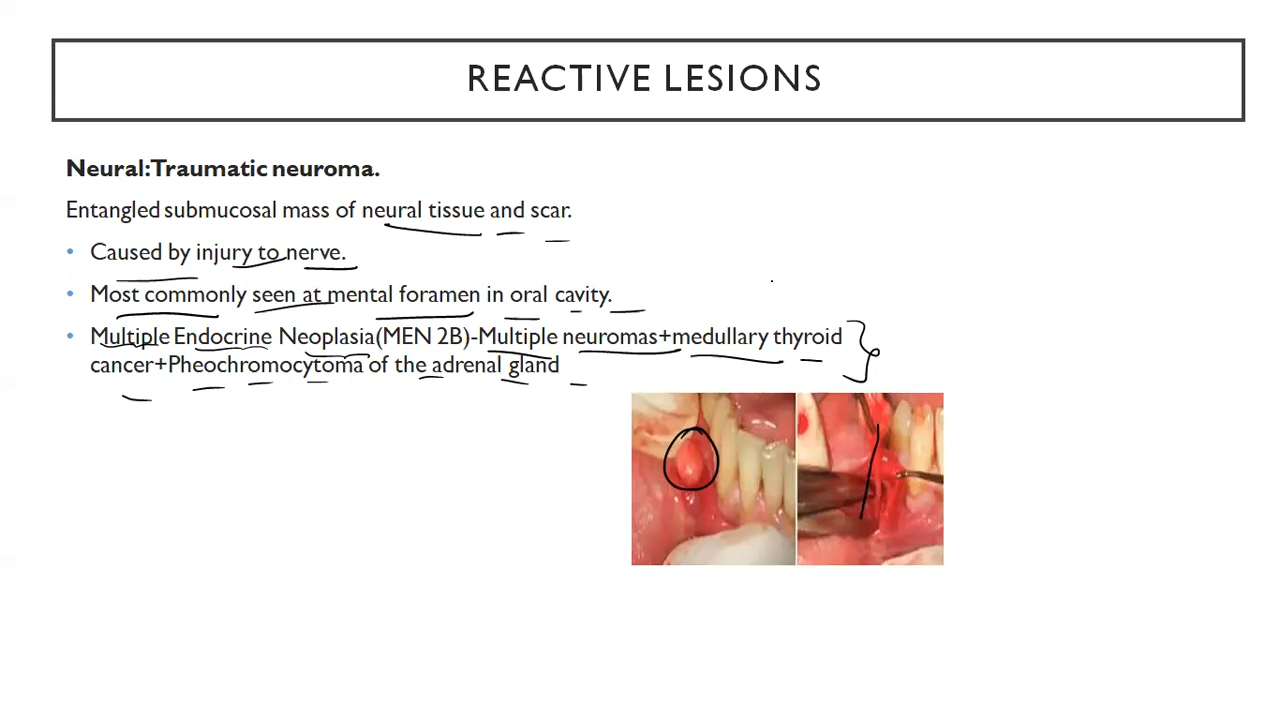 REACTIVE LESIONS
Neural:Traumatic neuroma.
Entangled submucosal mass of neural tissue and scar.
• Caused by injury to nerve.
• Most commonly seen at mental foramen in oral cavity.
• Multiple Endocrine Neoplasia(MEN 2B)-Multiple neuromas+medullary thyroid
cancer+Pheochromocytoma of the adrenal gland